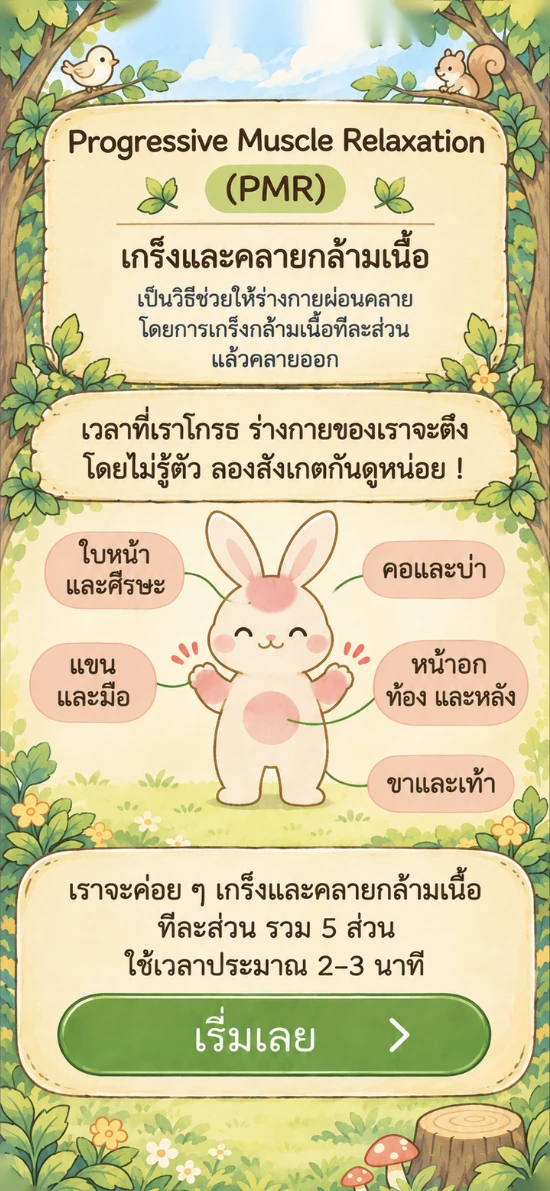 Progressive Muscle Relaxation
(PMR)
เกร็งและคลายกล้ามเนื้อ
เป็นวิธีช่วยให้ร่างกายผ่อนคลาย
โดยการเกร็งกล้ามเนื้อทีละส่วน
แล้วคลายออก
เวลาที่เราโกรธ ร่างกายของเราจะตึง
โดยไม่รู้ตัว ลองสังเกตกันดูหน่อย !
ใบหน้า
และศีรษะ
คอและบ่า
แขน
และมือ
หน้าอก
ท้อง และหลัง
ขาและเท้า
เราจะค่อย ๆ เกร็งและคลายกล้ามเนื้อ
ทีละส่วน รวม 5 ส่วน
ใช้เวลาประมาณ 2–3 นาที
เริ่มเลย